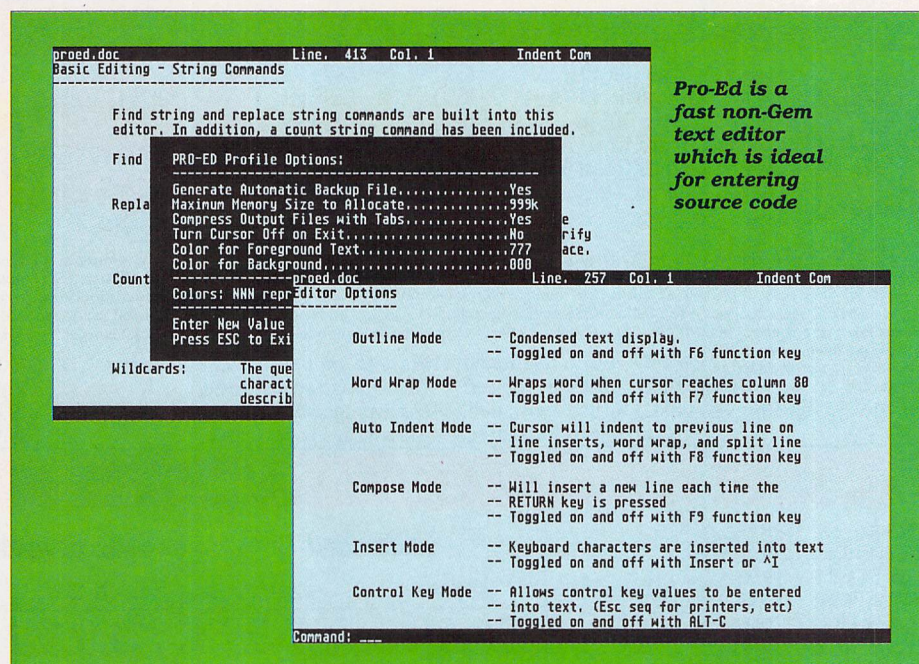 proed.doc Line. 413 Col. 1 Indent Com
Basic Editing - String Commands
-------------------------------
Find string and replace string commands are built into this
editor. In addition, a count string command has been included.
Find
Repla
rify
ace.
Count
Wildcards: The que
charact
describ
PRO-ED Profile Options:
Generate Automatic Backup File...............Yes
Maximum Memory Size to Allocate..............999k
Compress Output Files with Tabs..............Yes
Turn Cursor Off on Exit......................No
Color for Foreground Text....................777
Color for Background.........................000
Colors: NNN repr
Enter New Value
Press ESC to Exi
proed.doc Line. 257 Col. 1 Indent Com
Editor Options
--------------
Outline Mode -- Condensed text display.
-- Toggled on and off with F6 function key
Word Wrap Mode -- Wraps word when cursor reaches column 80
-- Toggled on and off with F7 function key
Auto Indent Mode -- Cursor will indent to previous line on
-- line inserts, word wrap, and split line
-- Toggled on and off with F8 function key
Compose Mode -- Will insert a new line each time the
-- RETURN key is pressed
-- Toggled on and off with F9 function key
Insert Mode -- Keyboard characters are inserted into text
-- Toggled on and off with Insert or ^I
Control Key Mode -- Allows control key values to be entered
-- into text. (Esc seq for printers, etc)
-- Toggled on and off with ALT-C
Command: ___
Pro-Ed is a
fast non-Gem
text editor
which is ideal
for entering
source code